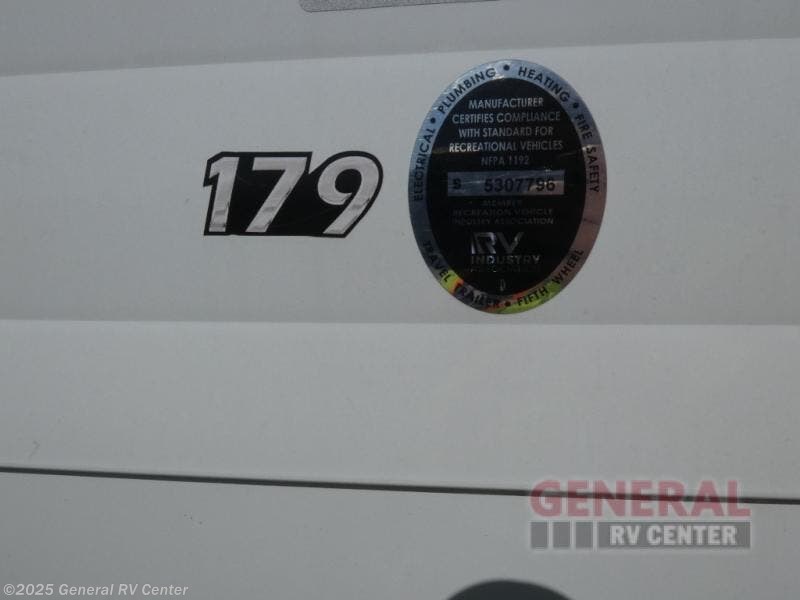 179
ELECTRICAL • PLUMBING • HEATING • FIRE SAFETY
MANUFACTURER
CERTIFIES COMPLIANCE
WITH STANDARD FOR
RECREATIONAL VEHICLES
NFPA 1192
S 5307796
MEMBER
RECREATION VEHICLE
INDUSTRY ASSOCIATION
RV
INDUSTRY
TRAVEL TRAILER • FIFTH WHEEL
GENERAL
RV CENTER
©2025 General RV Center